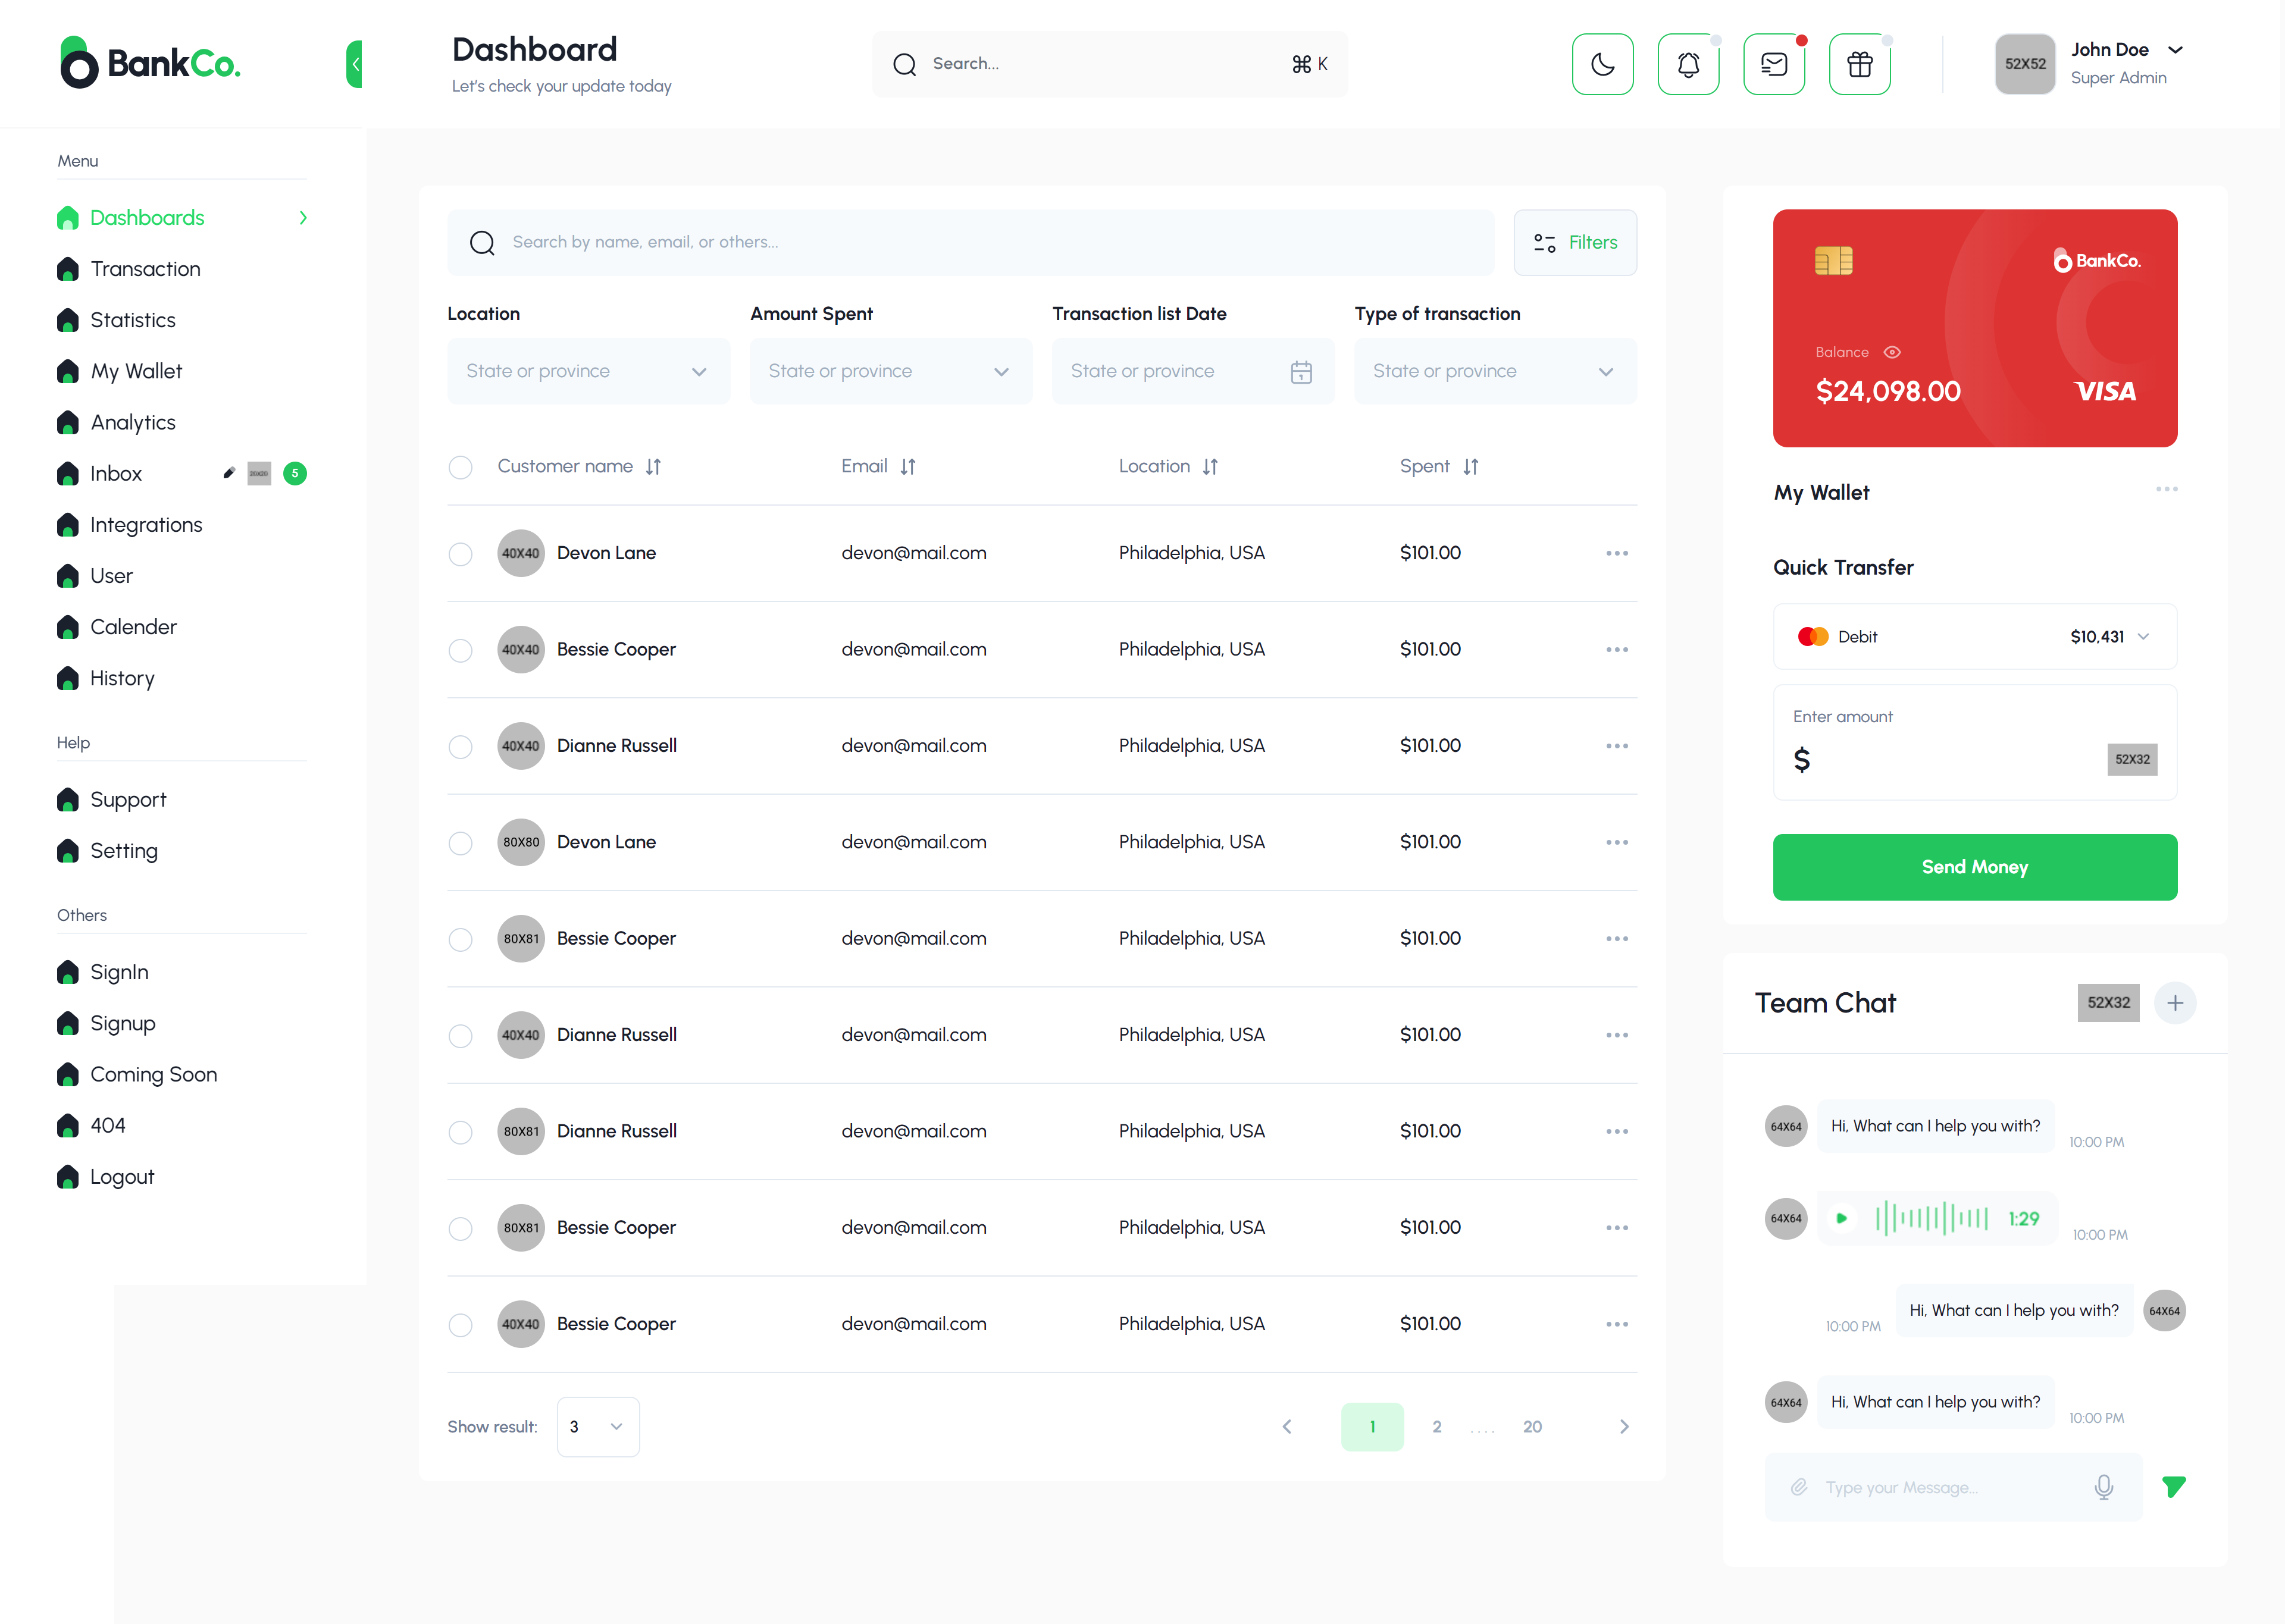 BankCo.
Dashboard
Let's check your update today
Search...
⌘ K
52X52
John Doe
Super Admin
Menu
Dashboards
Transaction
Statistics
My Wallet
Analytics
Inbox
20x20
5
Integrations
User
Calender
History
Help
Support
Setting
Others
SignIn
Signup
Coming Soon
404
Logout
Search by name, email, or others...
Filters
Location
Amount Spent
Transaction list Date
Type of transaction
State or province
State or province
State or province
1
State or province
Customer name
Email
Location
Spent
40X40 Devon Lane devon@mail.com Philadelphia, USA $101.00
40X40 Bessie Cooper devon@mail.com Philadelphia, USA $101.00
40X40 Dianne Russell devon@mail.com Philadelphia, USA $101.00
80X80 Devon Lane devon@mail.com Philadelphia, USA $101.00
80X81 Bessie Cooper devon@mail.com Philadelphia, USA $101.00
40X40 Dianne Russell devon@mail.com Philadelphia, USA $101.00
80X81 Dianne Russell devon@mail.com Philadelphia, USA $101.00
80X81 Bessie Cooper devon@mail.com Philadelphia, USA $101.00
40X40 Bessie Cooper devon@mail.com Philadelphia, USA $101.00
Show result:
3
1
2
. . . .
20
BankCo.
Balance
$24,098.00
VISA
My Wallet
Quick Transfer
Debit
$10,431
Enter amount
$
52X32
Send Money
Team Chat
52X32
64X64
Hi, What can I help you with?
10:00 PM
64X64
1:29
10:00 PM
Hi, What can I help you with?
64X64
10:00 PM
64X64
Hi, What can I help you with?
10:00 PM
Type your Message...